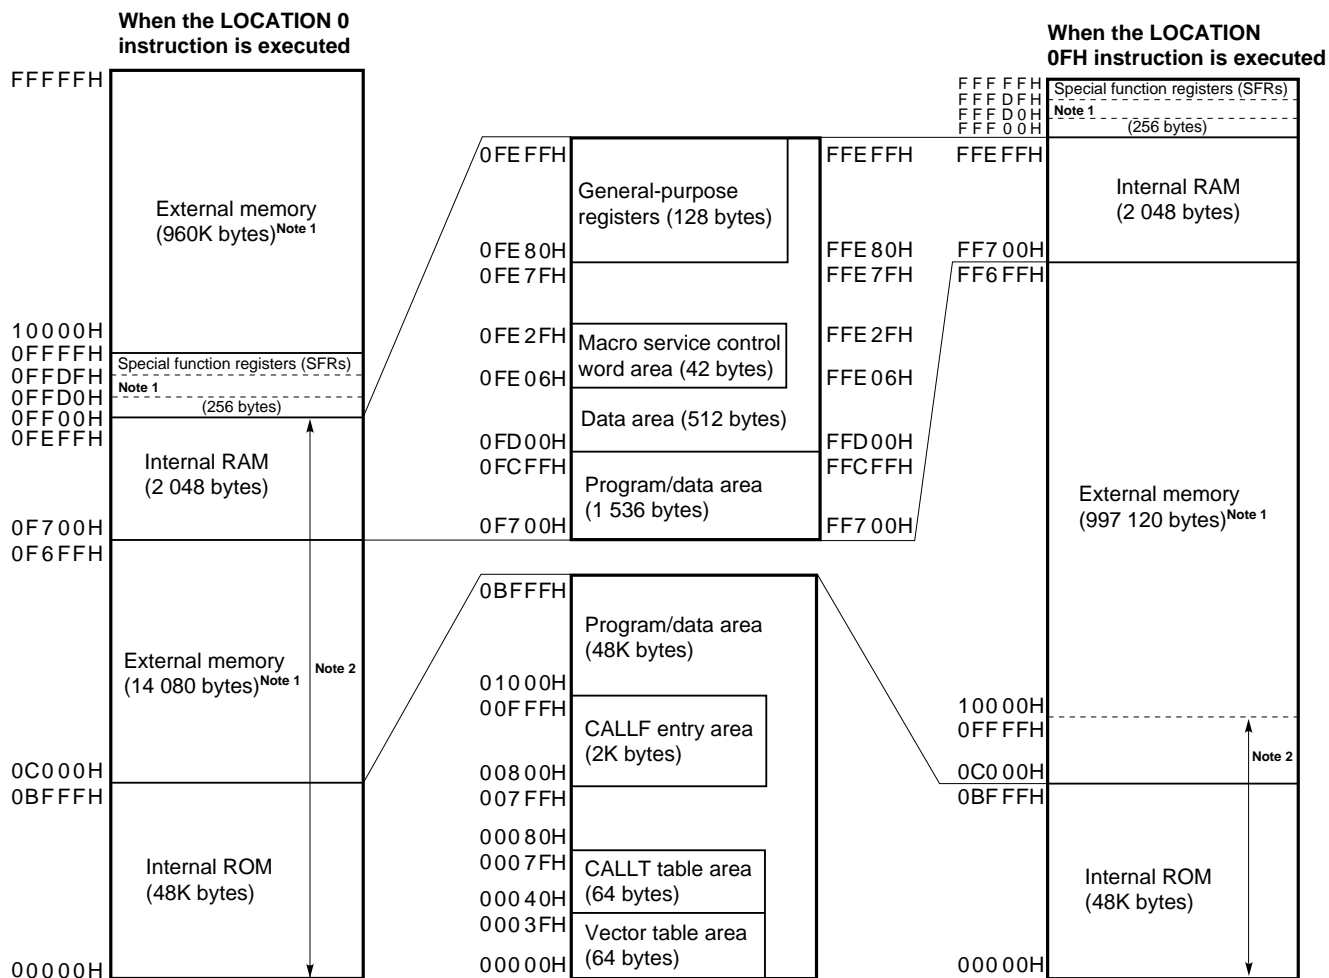 When the LOCATION 0
instruction is executed
FFFFFH
External memory
(960K bytes)Note 1
10000H
0FFFFH
Special function registers (SFRs)
0FFDFH
Note 1
0FFD0H
(256 bytes)
0FF00H
0FEFFH
Internal RAM
(2 048 bytes)
0F700H
0F6FFH
External memory
(14 080 bytes)Note 1
Note 2
0C000H
0BFFFH
Internal ROM
(48K bytes)
00000H
0FEFFH
FFEFFH
General-purpose
registers (128 bytes)
0FE80H
FFE80H
0FE7FH
FFE7FH
0FE2FH
FFE2FH
Macro service control
word area (42 bytes)
0FE06H
FFE06H
Data area (512 bytes)
0FD00H
FFD00H
0FCFFH
FFCFFH
Program/data area
(1 536 bytes)
0F700H
FF700H
0BFFFH
Program/data area
(48K bytes)
01000H
00FFFH
CALLF entry area
(2K bytes)
00800H
007FFH
00080H
0007FH
CALLT table area
(64 bytes)
00040H
0003FH
Vector table area
(64 bytes)
00000H
When the LOCATION
0FH instruction is executed
FFFFFH
Special function registers (SFRs)
FFFDFH
Note 1
FFFD0H
FFF00H
(256 bytes)
FFEFFH
Internal RAM
(2 048 bytes)
FF700H
FF6FFH
External memory
(997 120 bytes)Note 1
10000H
0FFFFH
Note 2
0C000H
0BFFFH
Internal ROM
(48K bytes)
00000H